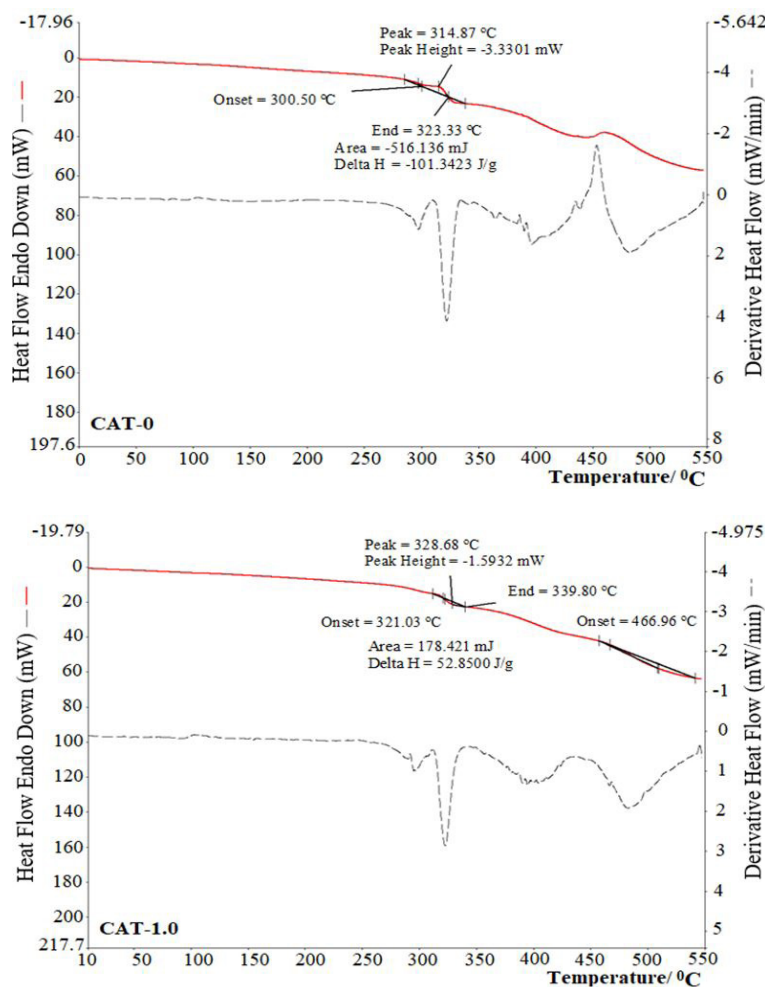 -17.96
-5.642
Peak = 314.87 °C
Peak Height = -3.3301 mW
0
-4
Onset = 300.50 °C
20
End = 323.33 °C
Area = -516.136 mJ
Delta H = -101.3423 J/g
40
-2
60
0
80
100
2
120
140
4
160
6
180
CAT-0
8
197.6
0 50 100 150 200 250 300 350 400 450 500 550
Temperature/ ⁰C
Heat Flow Endo Down (mW)
Derivative Heat Flow (mW/min)
-19.79
-4.975
Peak = 328.68 °C
Peak Height = -1.5932 mW
0
-4
End = 339.80 °C
20
-3
Onset = 321.03 °C
Onset = 466.96 °C
40
Area = 178.421 mJ
Delta H = 52.8500 J/g
-2
60
-1
80
0
100
120
1
140
2
160
3
180
4
200
CAT-1.0
5
217.7
10 50 100 150 200 250 300 350 400 450 500 550
Temperature/ ⁰C
Heat Flow Endo Down (mW)
Derivative Heat Flow (mW/min)